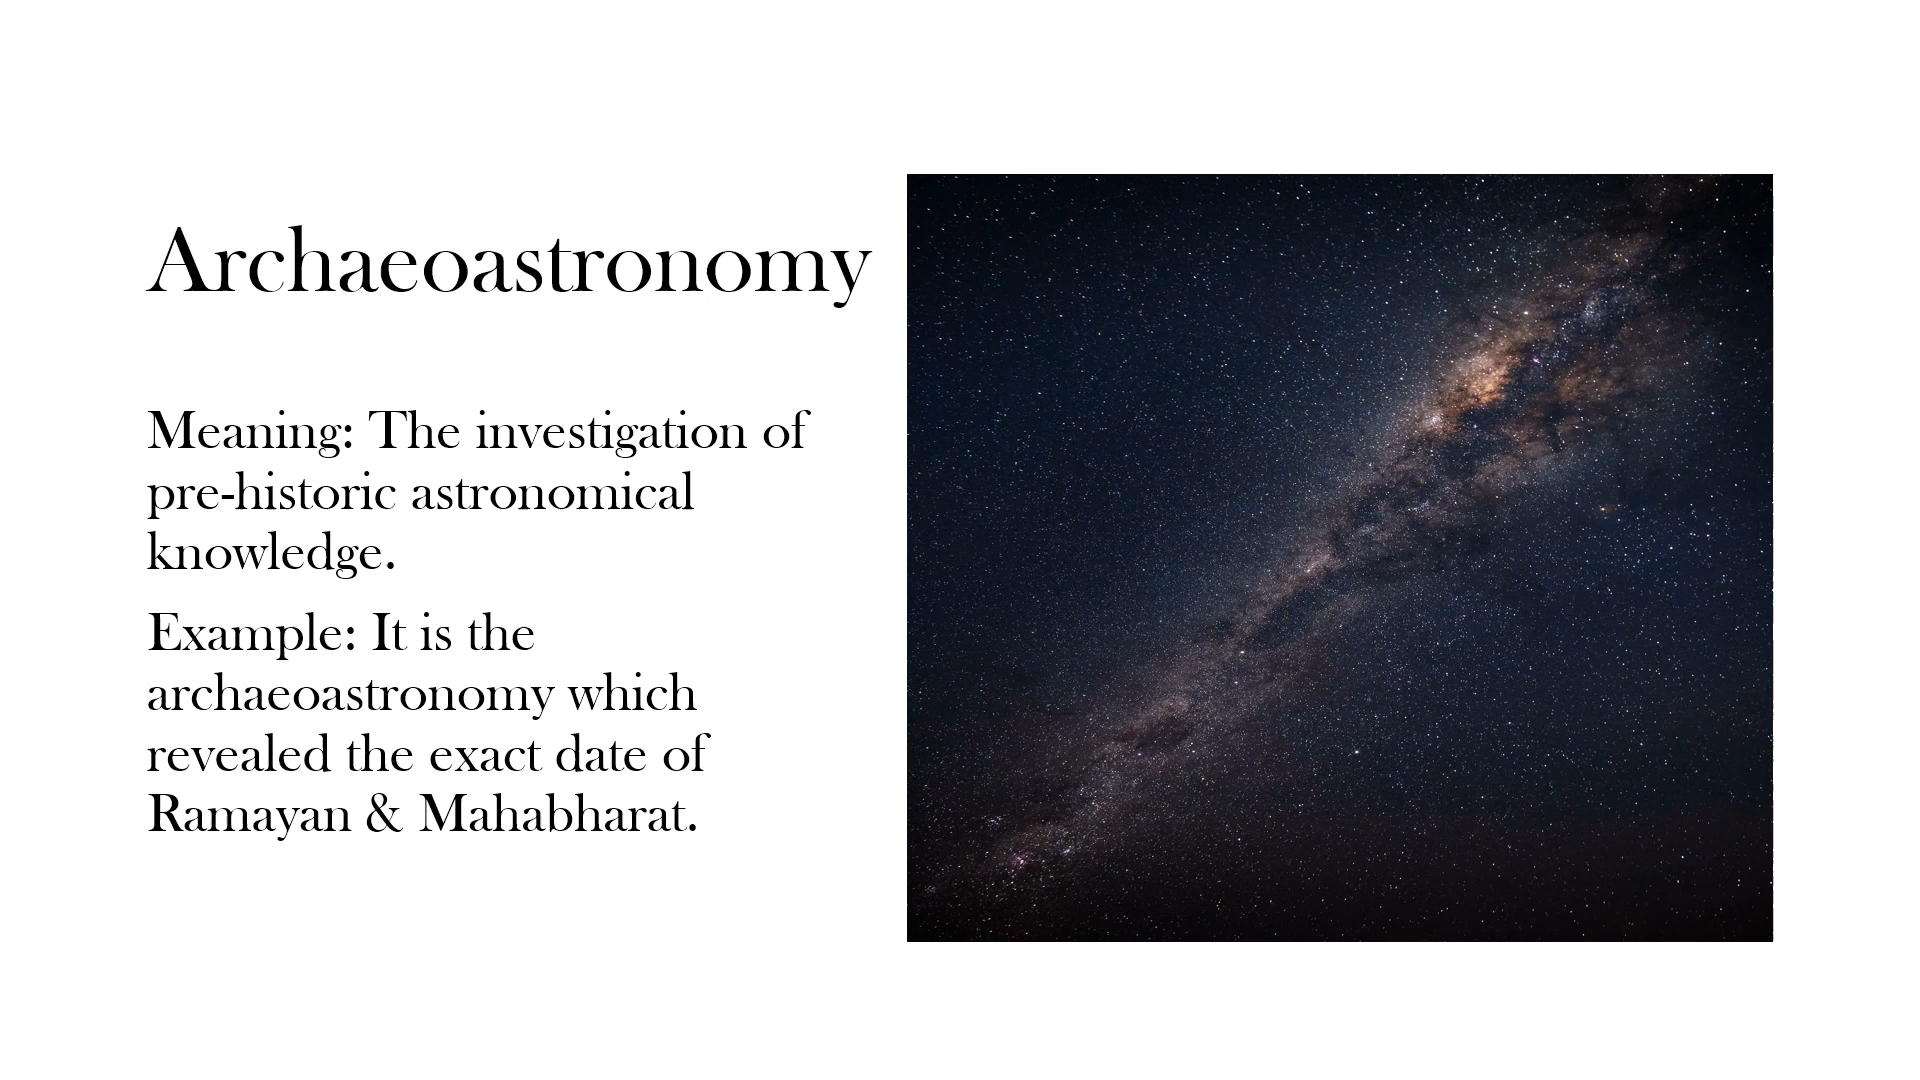 Archaeoastronomy
Meaning: The investigation of
pre-historic astronomical
knowledge.
Example: It is the
archaeoastronomy which
revealed the exact date of
Ramayan & Mahabharat.